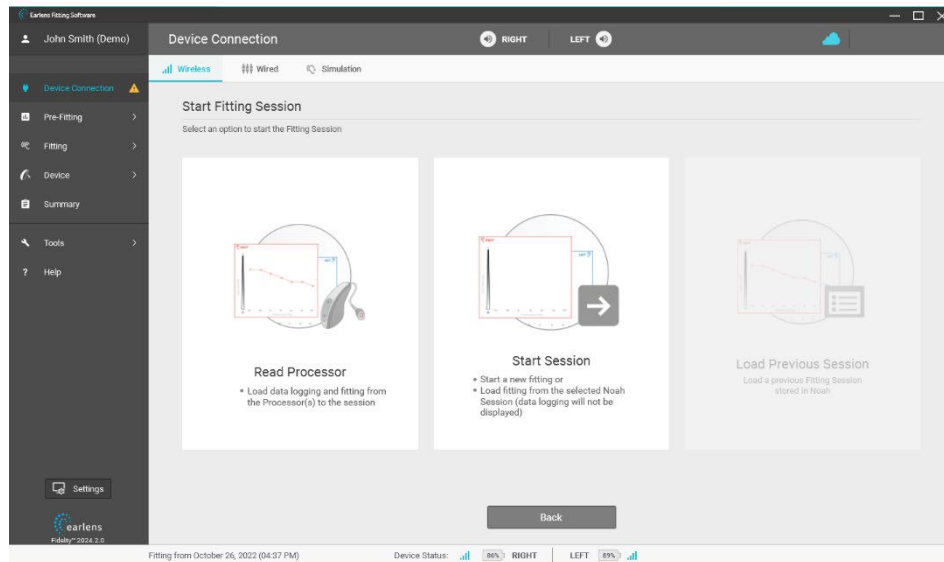 Earlens Fitting Software
John Smith (Demo)
Device Connection
RIGHT
LEFT
Wireless
Wired
Simulation
Device Connection
Pre-Fitting
Fitting
Device
Summary
Tools
? Help
Start Fitting Session
Select an option to start the Fitting Session
Read Processor
• Load data logging and fitting from
the Processor(s) to the session
Start Session
• Start a new fitting or
• Load fitting from the selected Noah
Session (data logging will not be
displayed)
Load Previous Session
Load a previous Fitting Session
stored in Noah
Settings
earlens
Fidelity™ 2024.2.0
Back
Fitting from October 26, 2022 (04:37 PM)
Device Status:
86%
RIGHT
LEFT
89%